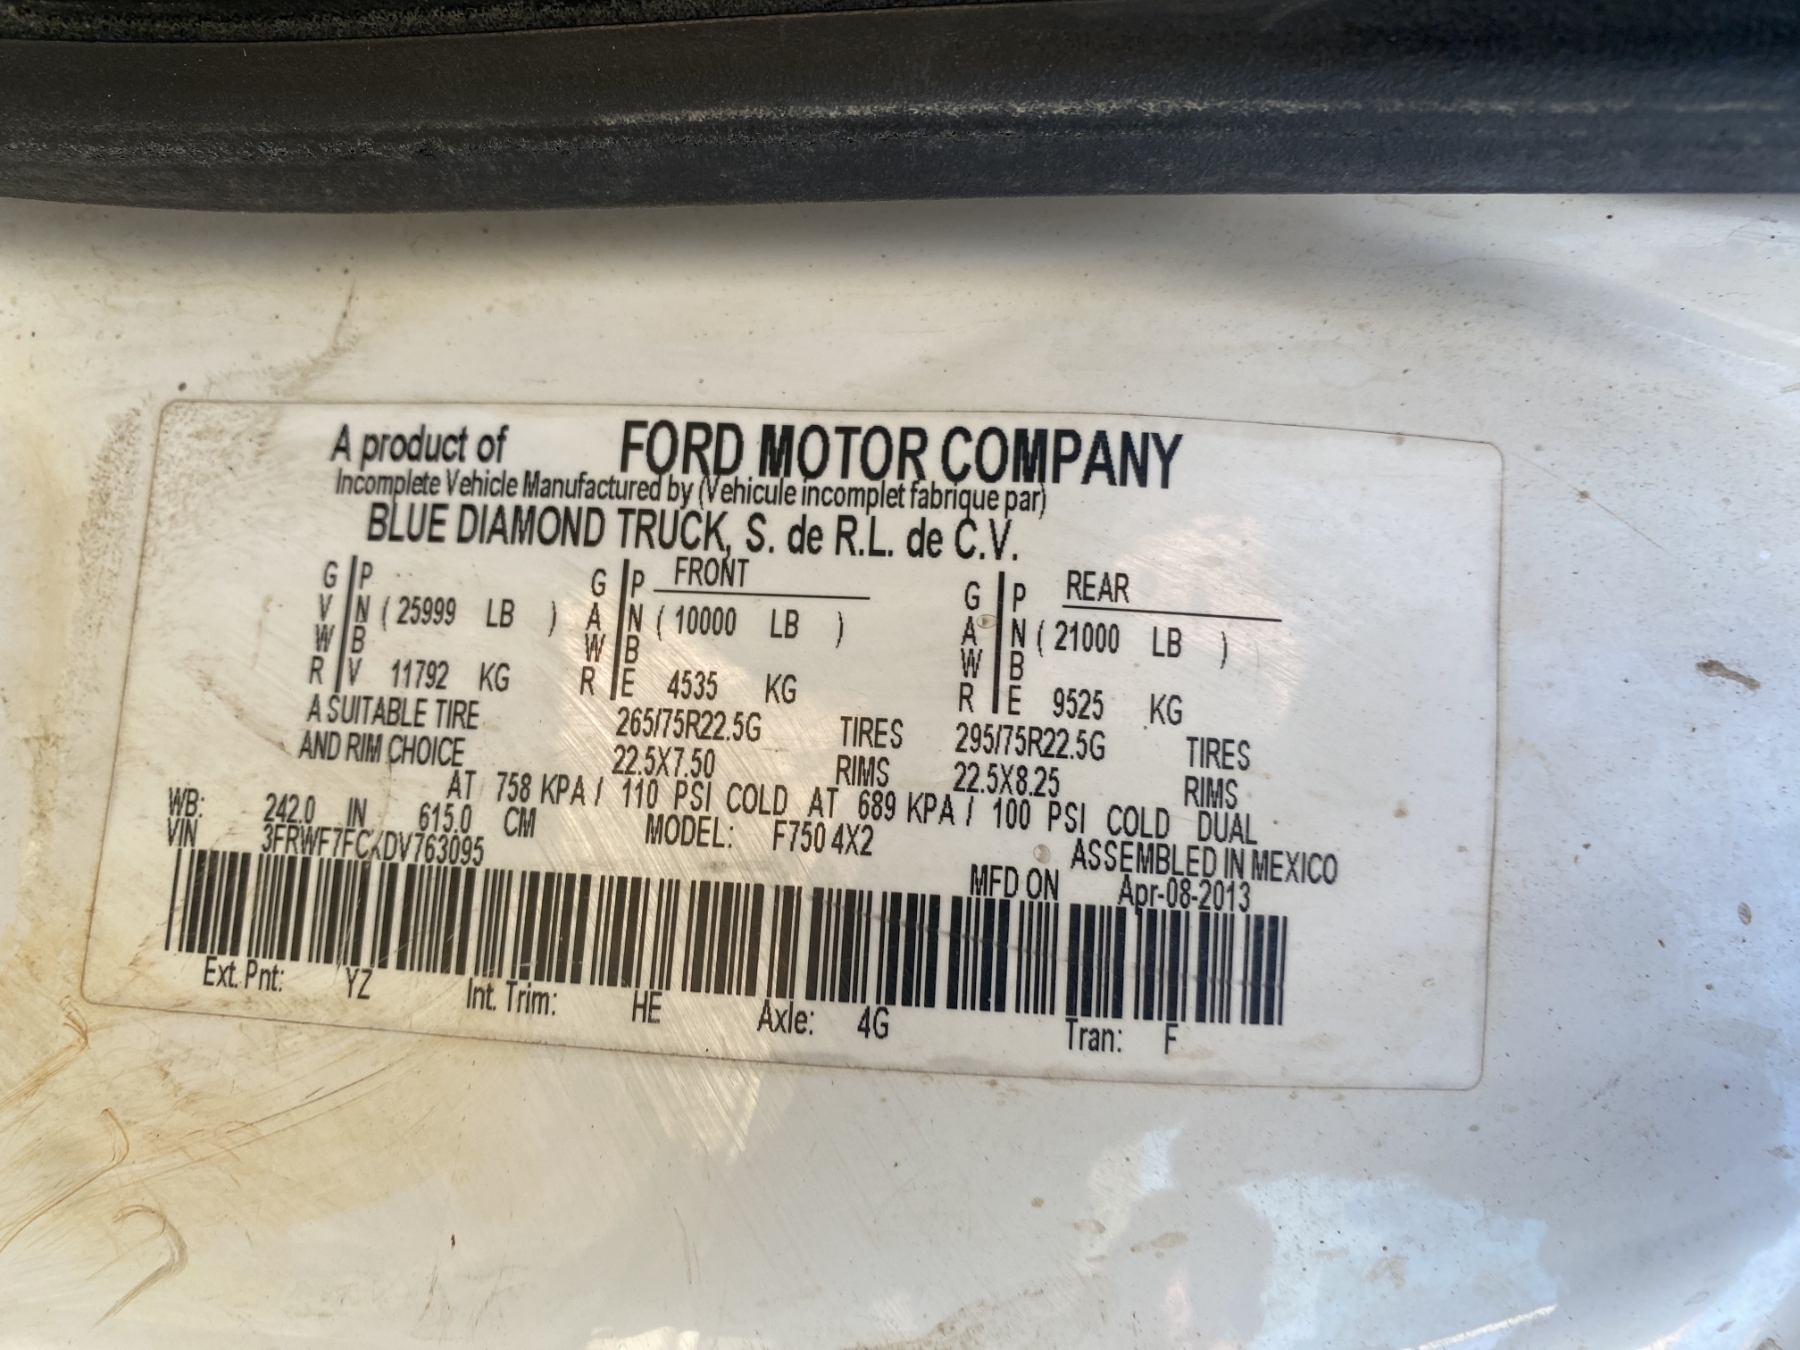 A product of FORD MOTOR COMPANY
Incomplete Vehicle Manufactured by (Vehicule incomplet fabrique par)
BLUE DIAMOND TRUCK, S. de R.L. de C.V.
G P G P FRONT G P REAR
V N ( 25999 LB ) A N ( 10000 LB ) A N ( 21000 LB )
W B W B W B
R V 11792 KG R E 4535 KG R E 9525 KG
A SUITABLE TIRE 265/75R22.5G TIRES 295/75R22.5G TIRES
AND RIM CHOICE 22.5X7.50 RIMS 22.5X8.25 RIMS
AT 758 KPA / 110 PSI COLD AT 689 KPA / 100 PSI COLD DUAL
WB: 242.0 IN 615.0 CM MODEL: F750 4X2
VIN 3FRWF7FCXDV763095 ASSEMBLED IN MEXICO
MFD ON Apr-08-2013
Ext. Pnt: YZ Int. Trim: HE Axle: 4G Tran: F